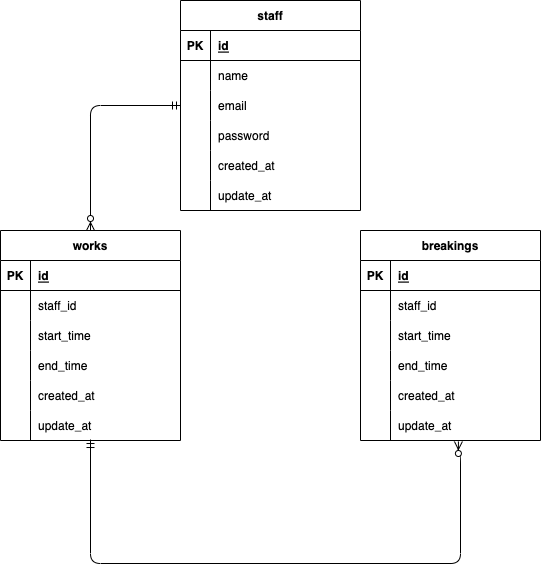 staff
PK id
name
email
password
created_at
update_at
works
PK id
staff_id
start_time
end_time
created_at
update_at
breakings
PK id
staff_id
start_time
end_time
created_at
update_at